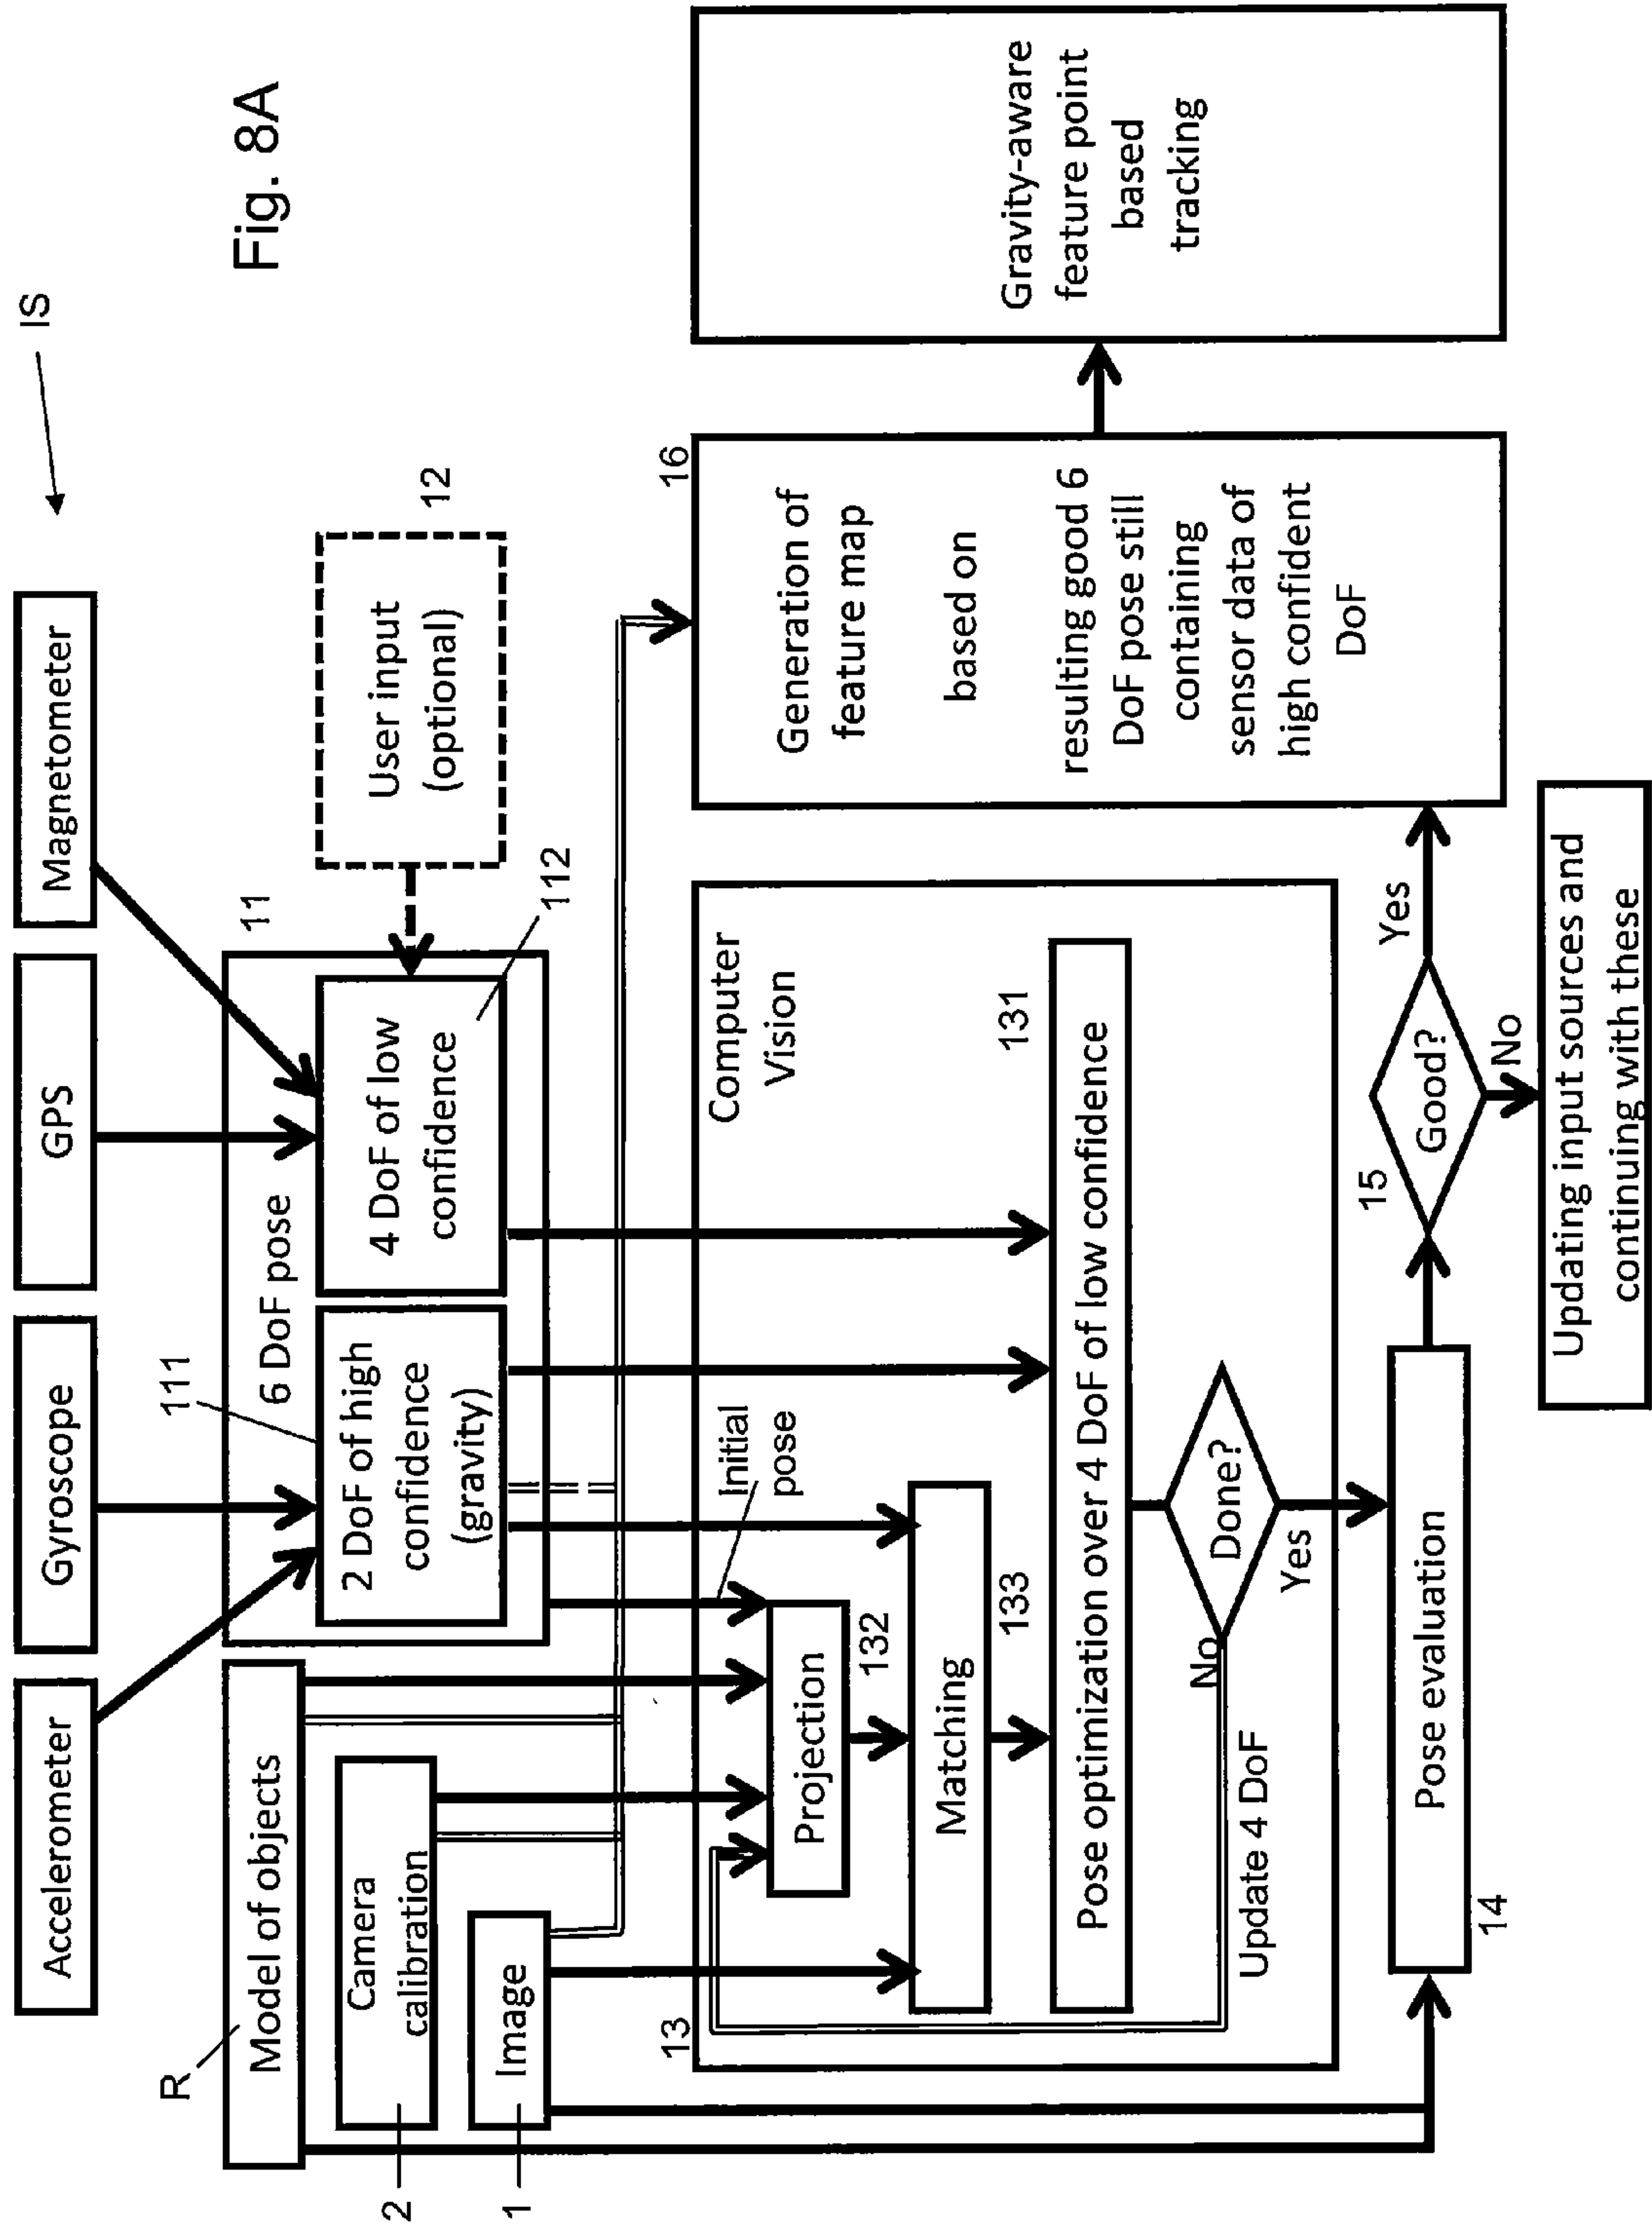 Fig. 8A
IS
Accelerometer
Gyroscope
GPS
Magnetometer
R
Model of objects
2
Camera
calibration
1
Image
111
6 DoF pose
11
2 DoF of high
confidence
(gravity)
4 DoF of low
confidence
112
User input
(optional)
12
Initial
pose
13
Computer
Vision
Projection
132
Matching
133
131
Pose optimization over 4 DoF of low confidence
Done?
No
Yes
Update 4 DoF
14
Pose evaluation
15
Good?
Yes
No
Updating input sources and
continuing with these
16
Generation of
feature map
based on
resulting good 6
DoF pose still
containing
sensor data of
high confident
DoF
Gravity-aware
feature point
based
tracking